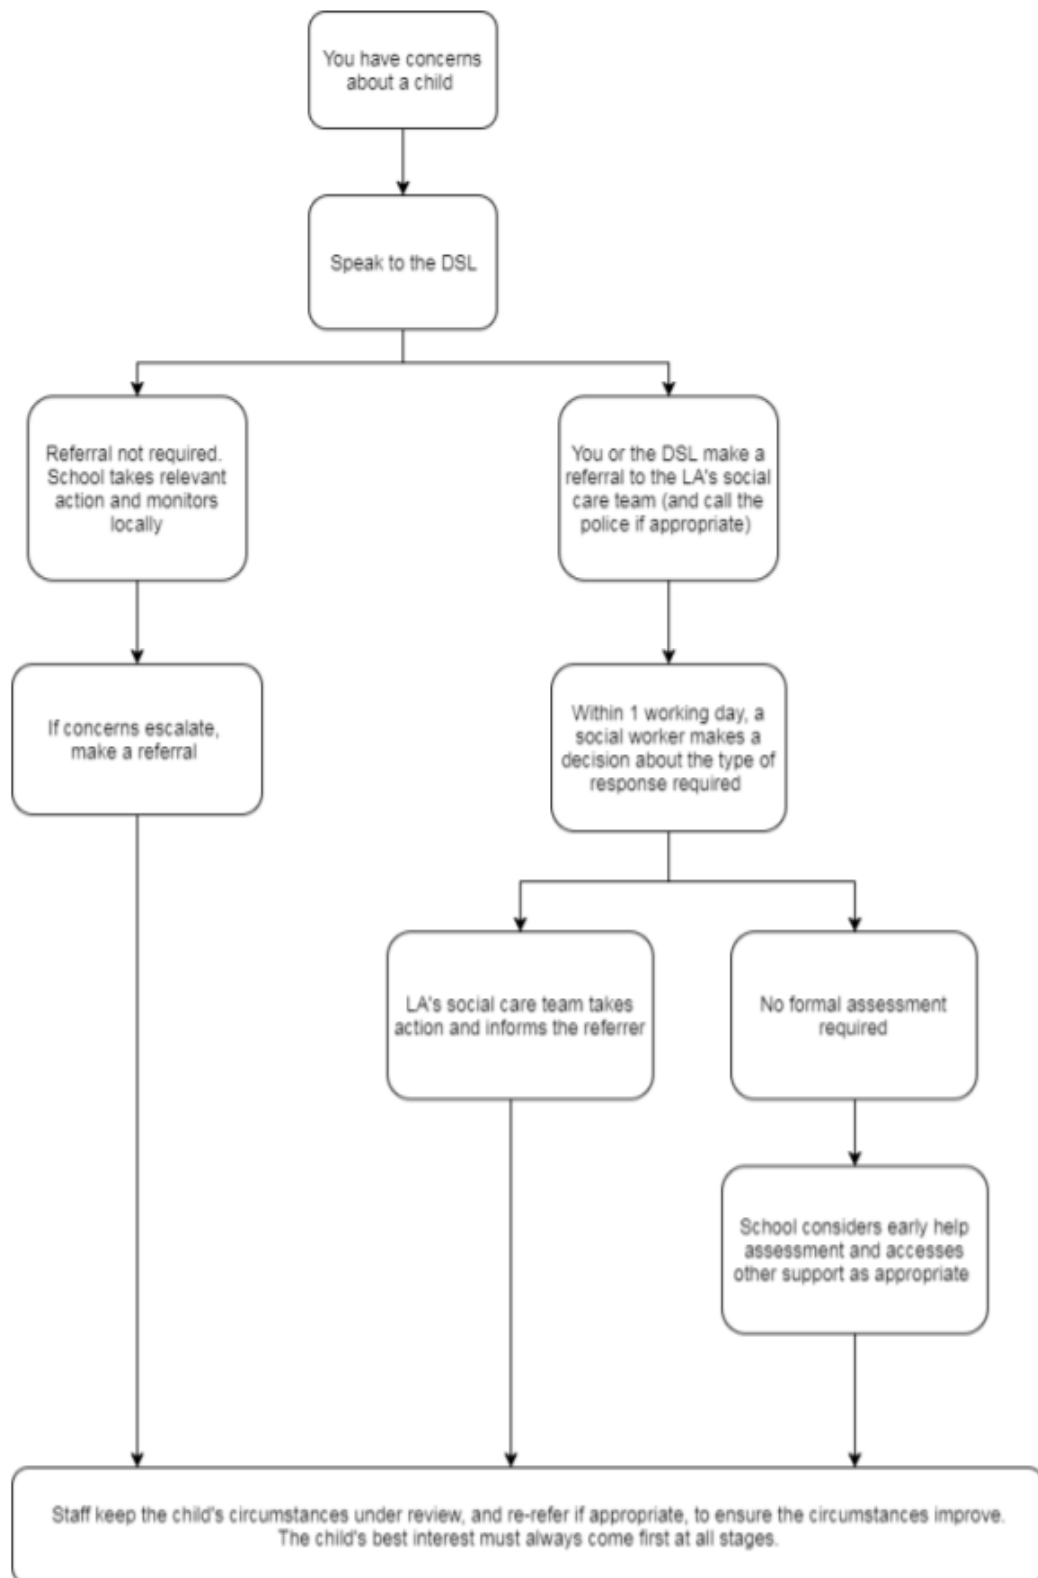 You have concerns
about a child
Speak to the DSL
Referral not required.
School takes relevant
action and monitors
locally
You or the DSL make a
referral to the LA's social
care team (and call the
police if appropriate)
If concerns escalate,
make a referral
Within 1 working day, a
social worker makes a
decision about the type of
response required
LA's social care team takes
action and informs the referrer
No formal assessment
required
School considers early help
assessment and accesses
other support as appropriate
Staff keep the child's circumstances under review, and re-refer if appropriate, to ensure the circumstances improve.
The child's best interest must always come first at all stages.